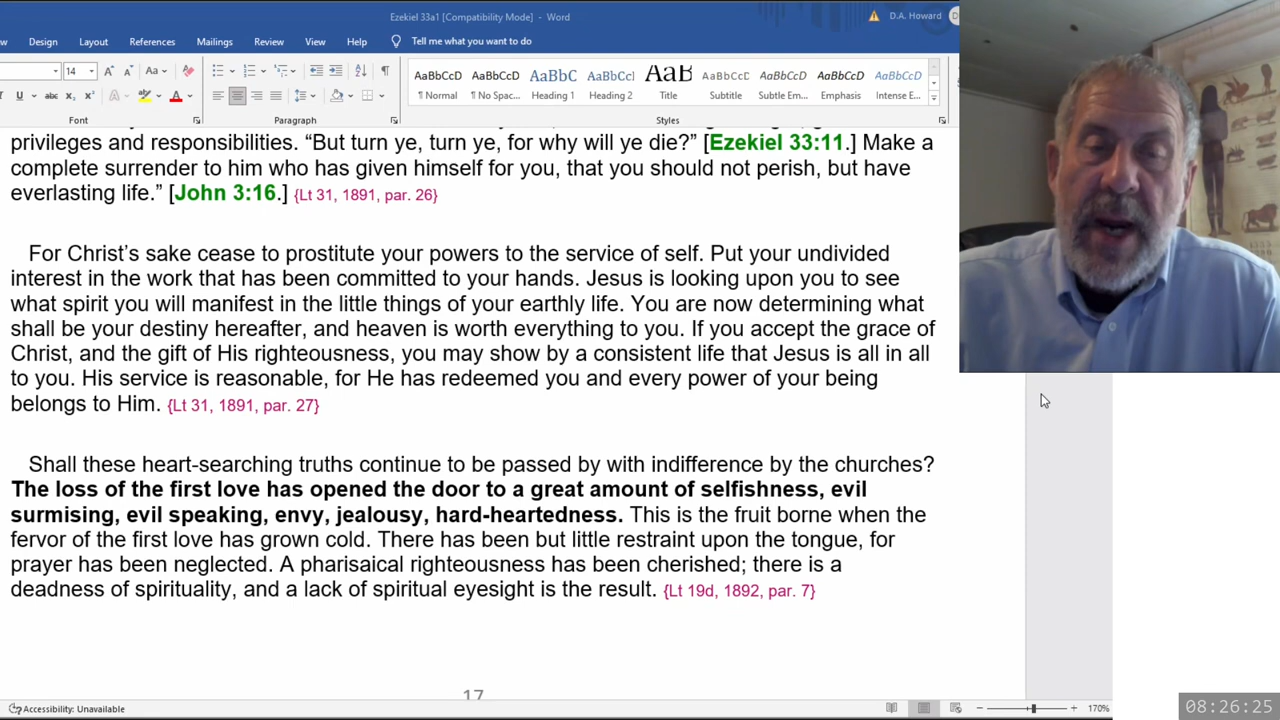 Ezekiel 33a1 [Compatibility Mode] - Word
D.A. Howard
Design Layout References Mailings Review View Help Tell me what you want to do
14 Aa
U abc x₂ x² A A
AaBbCcD AaBbCcD AaBbC AaBbCcI AaB AaBbCcD AaBbCcD AaBbCcD AaBbCcD
¶ Normal ¶ No Spac... Heading 1 Heading 2 Title Subtitle Subtle Em... Emphasis Intense E...
Font Paragraph Styles
privileges and responsibilities. “But turn ye, turn ye, for why will ye die?” [Ezekiel 33:11.] Make a
complete surrender to him who has given himself for you, that you should not perish, but have
everlasting life.” [John 3:16.] {Lt 31, 1891, par. 26}
For Christ’s sake cease to prostitute your powers to the service of self. Put your undivided
interest in the work that has been committed to your hands. Jesus is looking upon you to see
what spirit you will manifest in the little things of your earthly life. You are now determining what
shall be your destiny hereafter, and heaven is worth everything to you. If you accept the grace of
Christ, and the gift of His righteousness, you may show by a consistent life that Jesus is all in all
to you. His service is reasonable, for He has redeemed you and every power of your being
belongs to Him. {Lt 31, 1891, par. 27}
Shall these heart-searching truths continue to be passed by with indifference by the churches?
The loss of the first love has opened the door to a great amount of selfishness, evil
surmising, evil speaking, envy, jealousy, hard-heartedness. This is the fruit borne when the
fervor of the first love has grown cold. There has been but little restraint upon the tongue, for
prayer has been neglected. A pharisaical righteousness has been cherished; there is a
deadness of spirituality, and a lack of spiritual eyesight is the result. {Lt 19d, 1892, par. 7}
17
Accessibility: Unavailable
170%
08:26:25